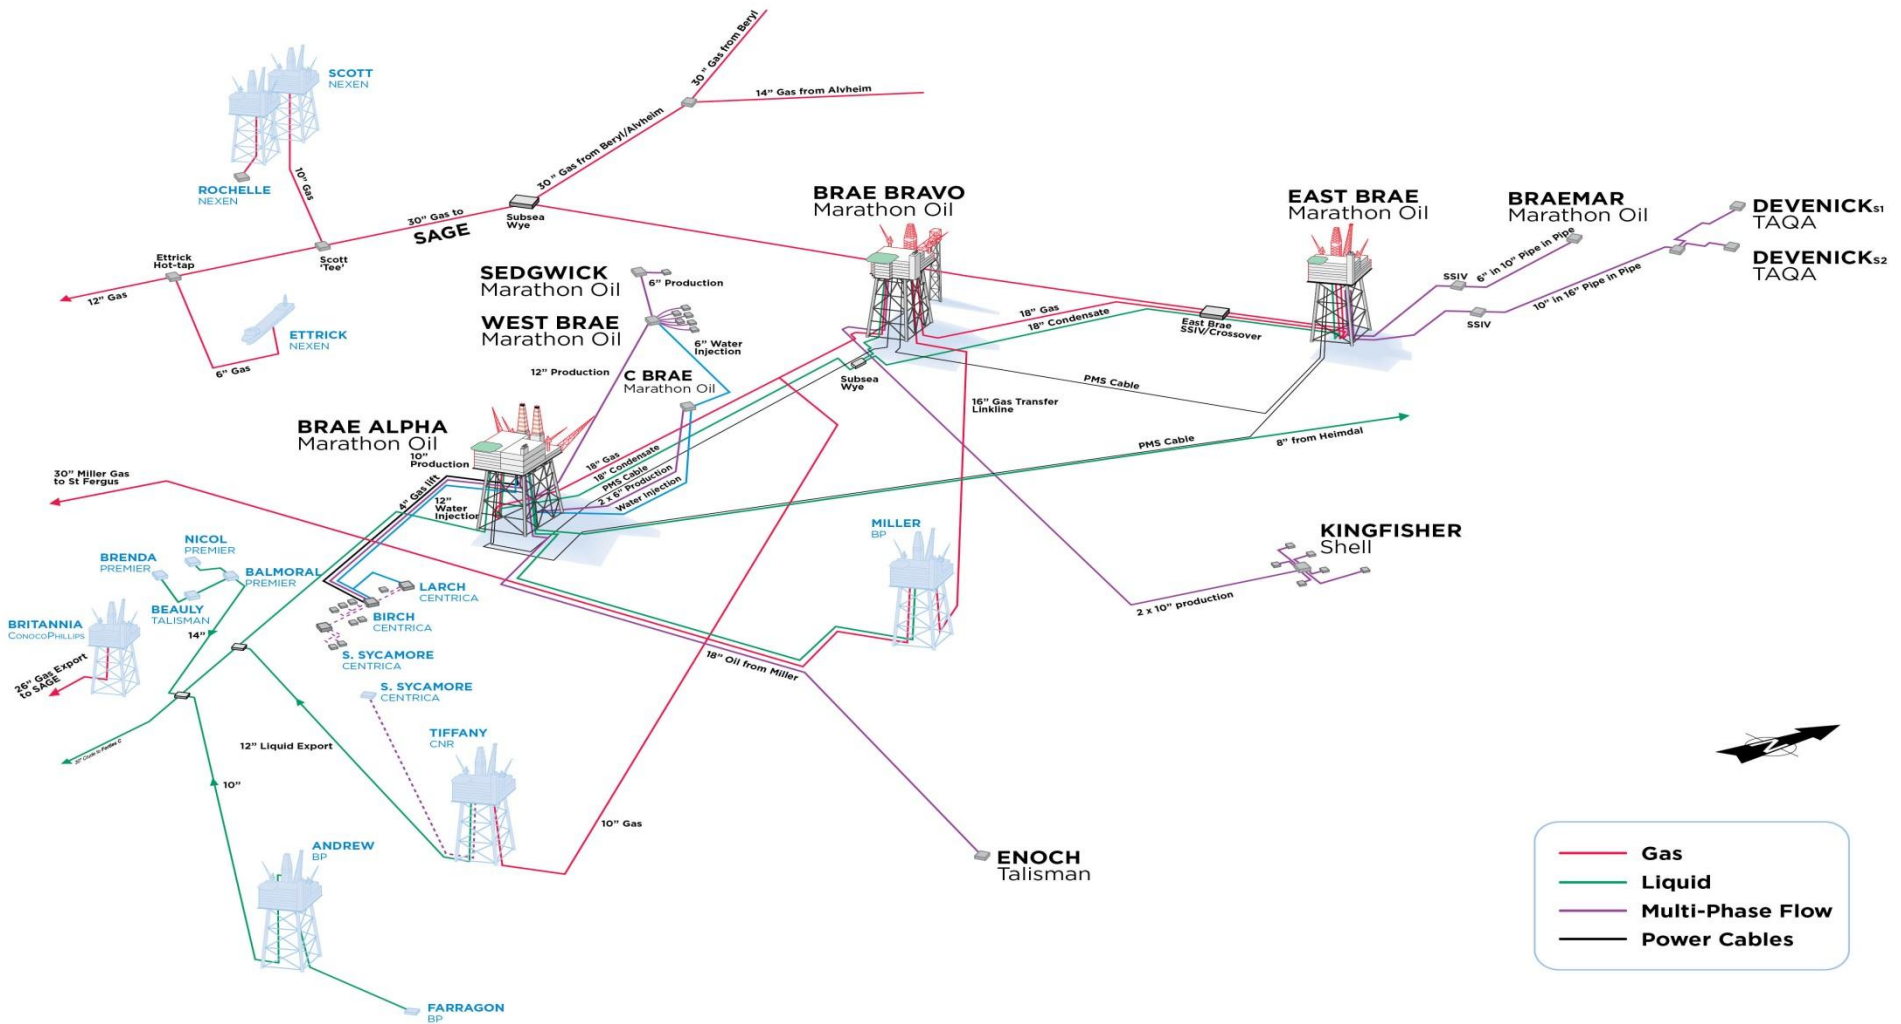 SCOTT
NEXEN
ROCHELLE
NEXEN
10" Gas
30" Gas to
SAGE
Subsea
Wye
Scott
'Tee'
Ettrick
Hot-tap
12" Gas
ETTRICK
NEXEN
6" Gas
30" Gas from Beryl
14" Gas from Alvheim
30" Gas from Beryl/Alvheim
BRAE BRAVO
Marathon Oil
EAST BRAE
Marathon Oil
BRAEMAR
Marathon Oil
DEVENICK S1
TAQA
DEVENICK S2
TAQA
SSIV
6" in 10" Pipe in Pipe
SSIV
10" in 16" Pipe in Pipe
SEDGWICK
Marathon Oil
6" Production
WEST BRAE
Marathon Oil
6" Water
Injection
12" Production
C BRAE
Marathon Oil
18" Gas
18" Condensate
East Brae
SSIV/Crossover
Subsea
Wye
PMS Cable
16" Gas Transfer
Linkline
PMS Cable
8" from Heimdal
BRAE ALPHA
Marathon Oil
10"
Production
18" Gas
18" Condensate
PMS Cable
2 x 6" Production
Water Injection
4" Gas lift
12"
Water
Injection
30" Miller Gas
to St Fergus
NICOL
PREMIER
BRENDA
PREMIER
BALMORAL
PREMIER
BEAULY
TALISMAN
14"
BRITANNIA
CONOCOPHILLIPS
26" Gas Export
to SAGE
LARCH
CENTRICA
BIRCH
CENTRICA
S. SYCAMORE
CENTRICA
S. SYCAMORE
CENTRICA
MILLER
BP
KINGFISHER
Shell
2 x 10" production
18" Oil from Miller
TIFFANY
CNR
12" Liquid Export
10"
10" Gas
ANDREW
BP
FARRAGON
BP
ENOCH
Talisman
N
Gas
Liquid
Multi-Phase Flow
Power Cables